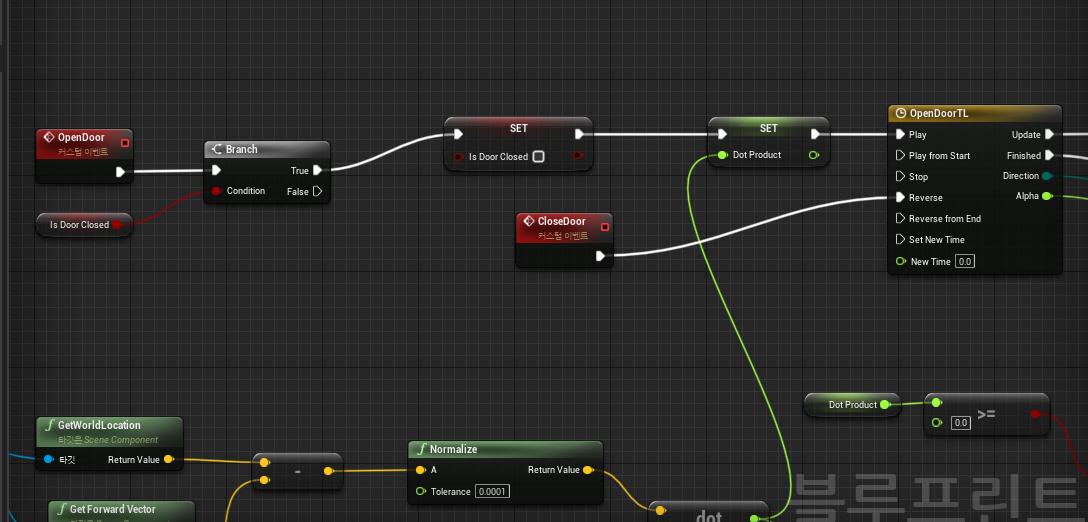 OpenDoor
커스텀 이벤트
Branch
True
Condition
False
Is Door Closed
SET
Is Door Closed
SET
Dot Product
CloseDoor
커스텀 이벤트
OpenDoorTL
Play
Update
Play from Start
Finished
Stop
Direction
Reverse
Alpha
Reverse from End
Set New Time
New Time 0.0
Dot Product
0.0
>=
GetWorldLocation
타깃은 Scene Component
타깃
Return Value
-
Normalize
A
Return Value
Tolerance 0.0001
Get Forward Vector
dot
블루프린트